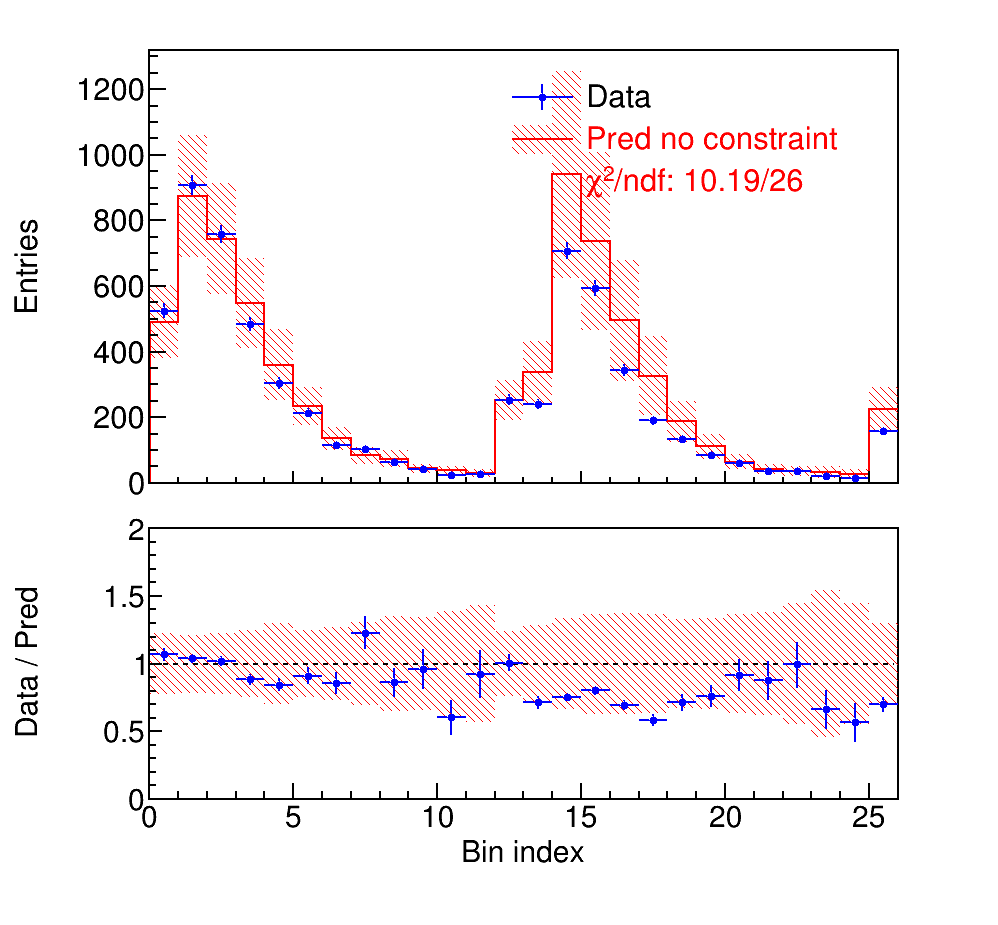 Entries
1200
1000
800
600
400
200
0
Data
Pred no constraint
χ²/ndf: 10.19/26
Data / Pred
2
1.5
1
0.5
0
0 5 10 15 20 25
Bin index